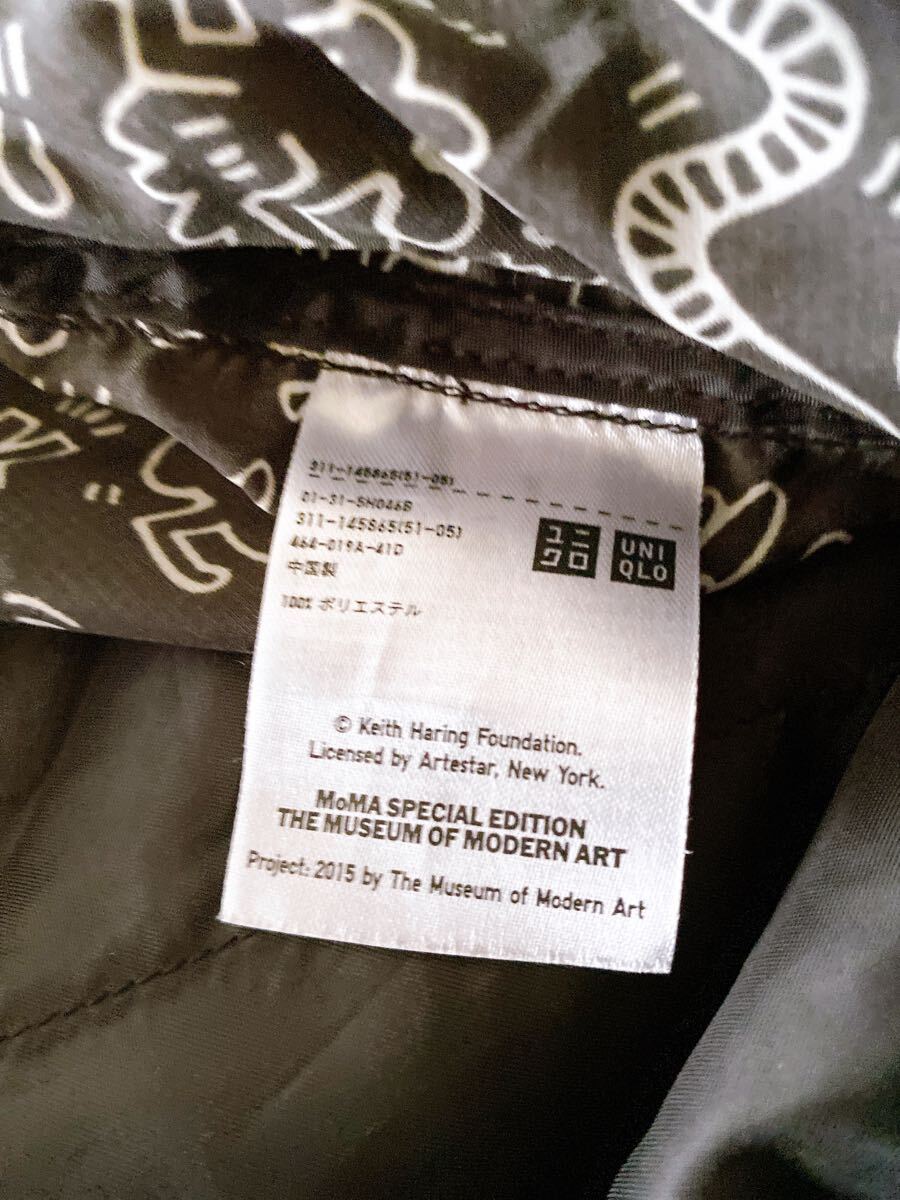 311-145865(51-05)
01-31-SN046B
311-145865(51-05)
464-019A-41D
中国製
100% ポリエステル
ユニ
クロ
UNI
QLO
© Keith Haring Foundation.
Licensed by Artestar, New York.
MoMA SPECIAL EDITION
THE MUSEUM OF MODERN ART
Project: 2015 by The Museum of Modern Art